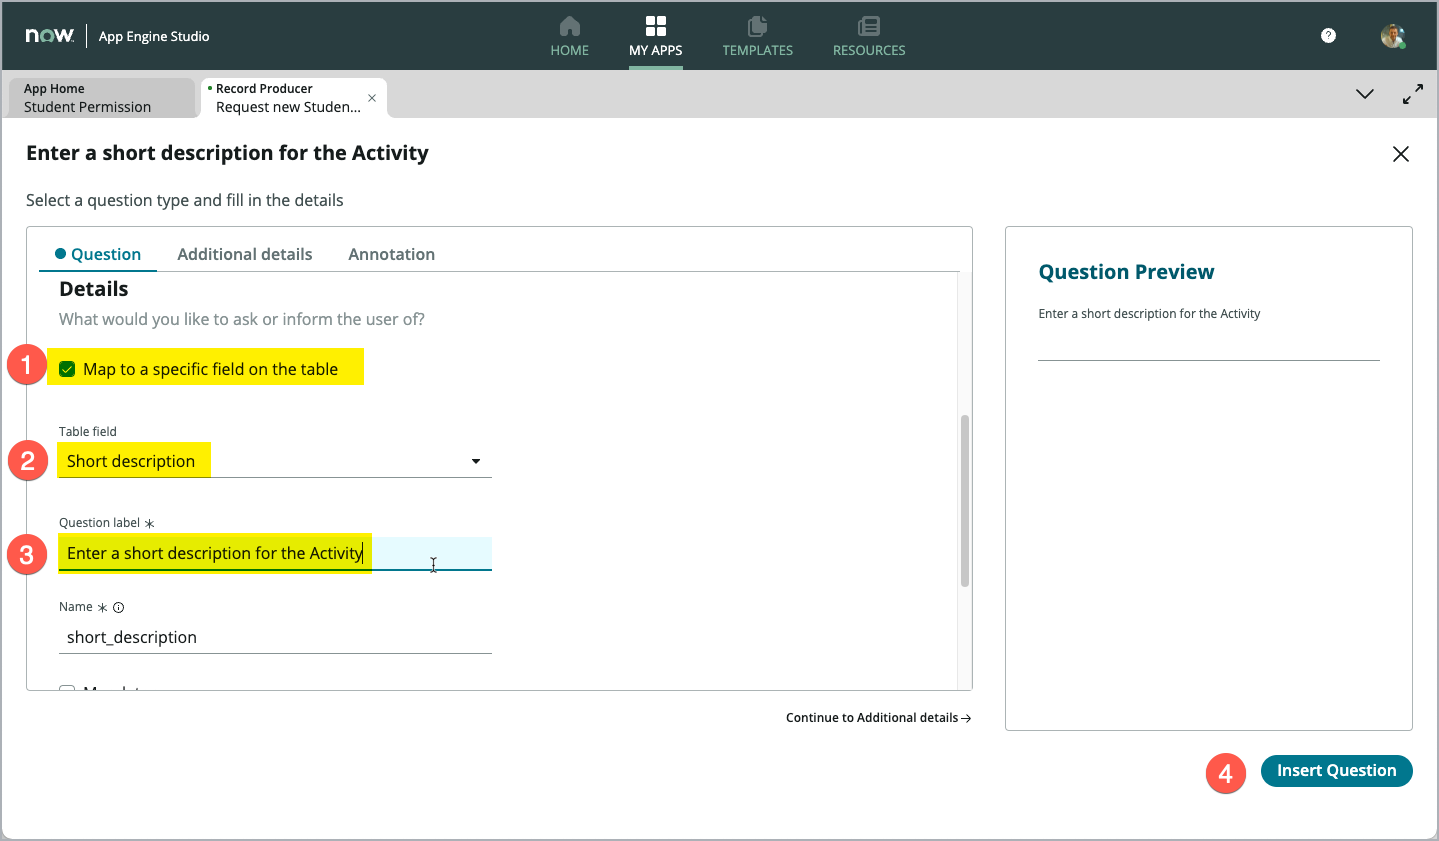 now. App Engine Studio
HOME MY APPS TEMPLATES RESOURCES
?
App Home
Student Permission
Record Producer
Request new Studen...
Enter a short description for the Activity
Select a question type and fill in the details
Question Additional details Annotation
Details
What would you like to ask or inform the user of?
1 Map to a specific field on the table
Table field
2 Short description
Question label *
3 Enter a short description for the Activity
Name *
short_description
Continue to Additional details →
Question Preview
Enter a short description for the Activity
4 Insert Question